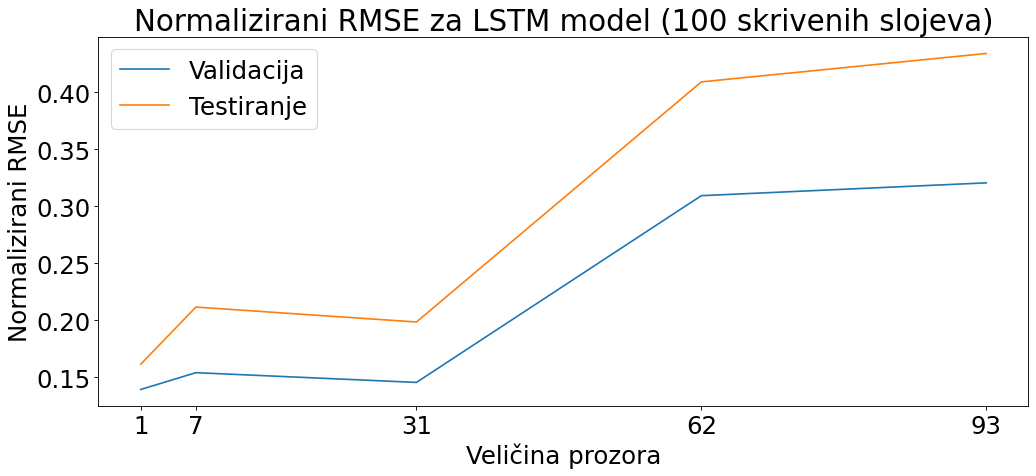 Normalizirani RMSE za LSTM model (100 skrivenih slojeva)
Validacija
Testiranje
Normalizirani RMSE
0.40
0.35
0.30
0.25
0.20
0.15
1 7 31 62 93
Veličina prozora